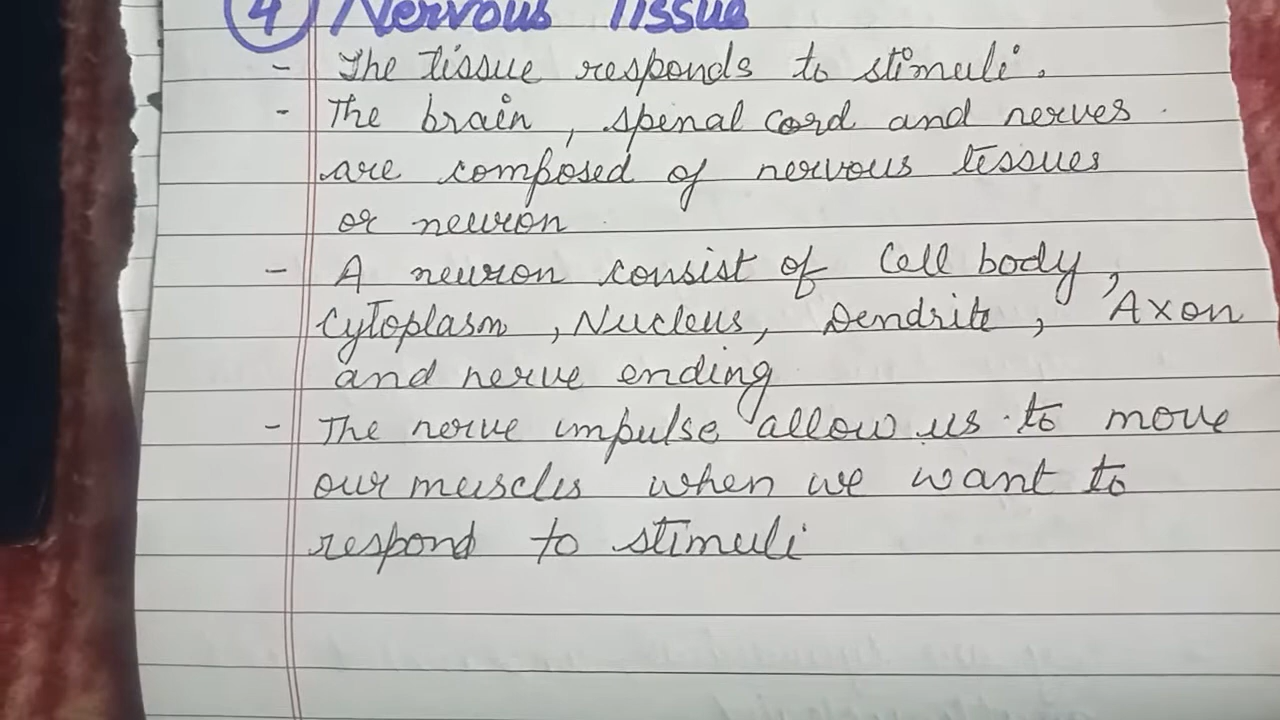 4 Nervous Tissue
- The tissue responds to stimuli.
- The brain, spinal cord and nerves
are composed of nervous tissues
or neuron
- A neuron consist of Cell body,
Cytoplasm, Nucleus, Dendrite, Axon
and nerve ending
- The nerve impulse allow us to move
our muscles when we want to
respond to stimuli